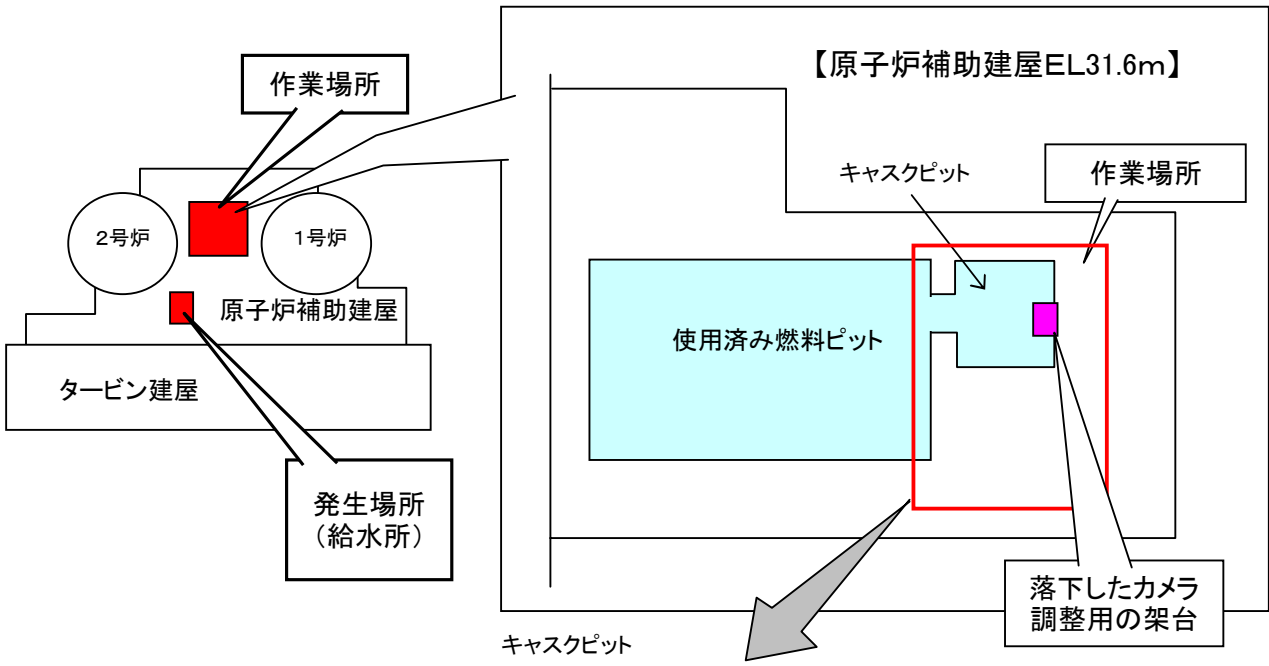 作業場所
【原子炉補助建屋EL31.6ｍ】
キャスクピット
作業場所
２号炉
１号炉
原子炉補助建屋
使用済み燃料ピット
タービン建屋
発生場所
（給水所）
落下したカメラ
調整用の架台
キャスクピット